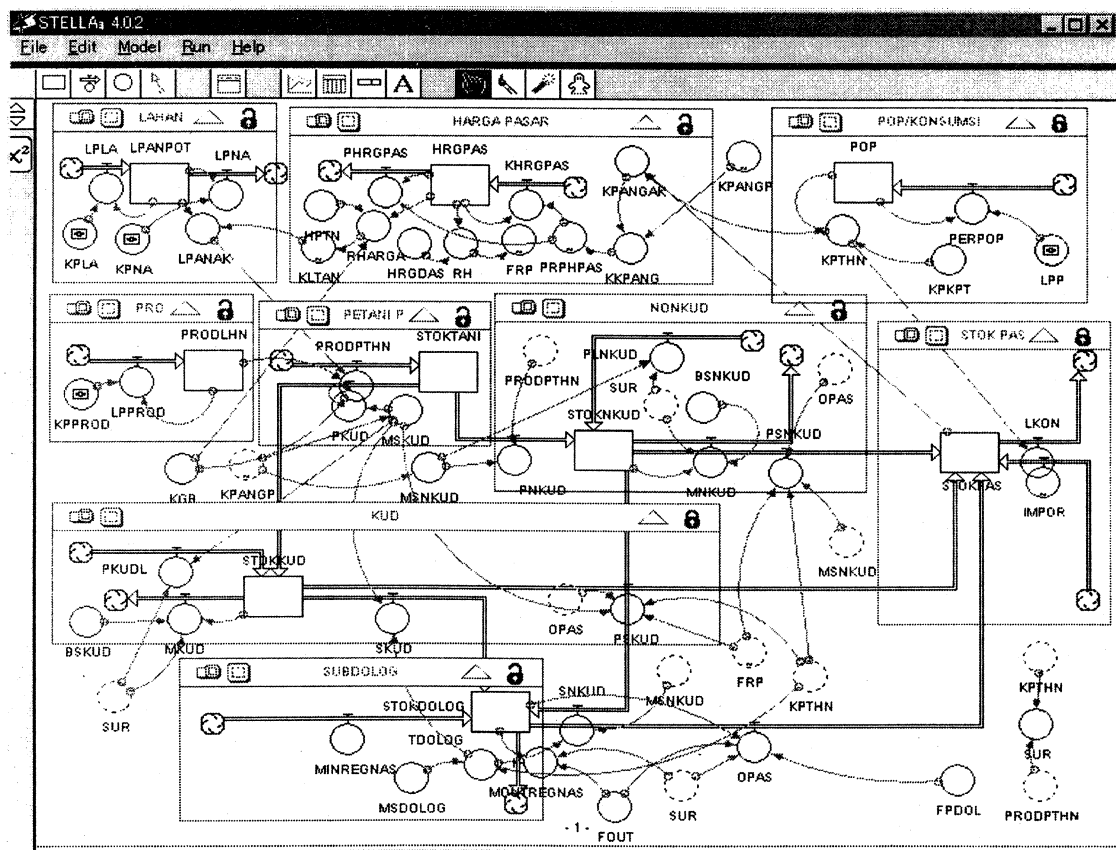 STELLA 4.0.2
File Edit Model Run Help
A
x²
LAHAN
HARGA PASAR
POP/KONSUMSI
LPLA LPANPOT LPNA
PHRGPAS HRGPAS KHRGPAS
KPANGAK KPANGP
POP
KPLA KPNA LPANAK
HPTN
KLTAN RHARGA HRGDAS RH FRP PRPHPAS KKPANG
KPTHN PERPOP
KPKPT LPP
PRO
PETANI P
NONKUD
STOK PAS
PRODLHN
PRODPTHN STOKTANI
PRODPTHN PLNKUD
SUR BSNKUD OPAS
STOKNKUD PSNKUD
LKON
KPPROD LPPROD
PKUD MSKUD
KGB KPANGP MSNKUD PNKUD MNKUD
STOKPAS IMPOR
MSNKUD
KUD
PKUDL STOKKUD
BSKUD MKUD SKUD
OPAS PSKUD
SUR
FRP KPTHN
KPTHN
SUBDOLOG
STOKDOLOG SNKUD MSNKUD
TDOLOG
MINREGNAS MSDOLOG MOUTREGNAS
FOUT SUR OPAS FPDOL
SUR
PRODPTHN
- 1 -